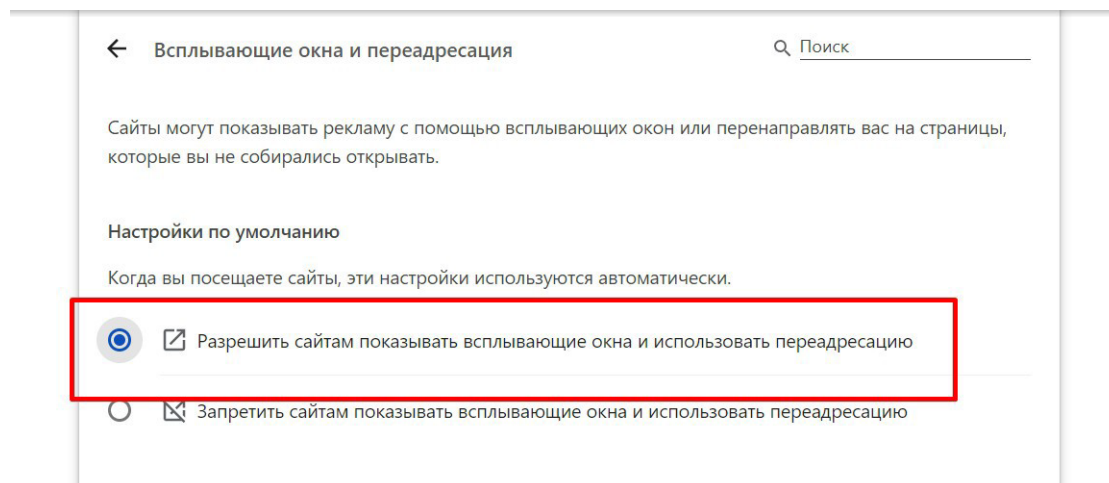 Всплывающие окна и переадресация
Поиск
Сайты могут показывать рекламу с помощью всплывающих окон или перенаправлять вас на страницы,
которые вы не собирались открывать.
Настройки по умолчанию
Когда вы посещаете сайты, эти настройки используются автоматически.
Разрешить сайтам показывать всплывающие окна и использовать переадресацию
Запретить сайтам показывать всплывающие окна и использовать переадресацию